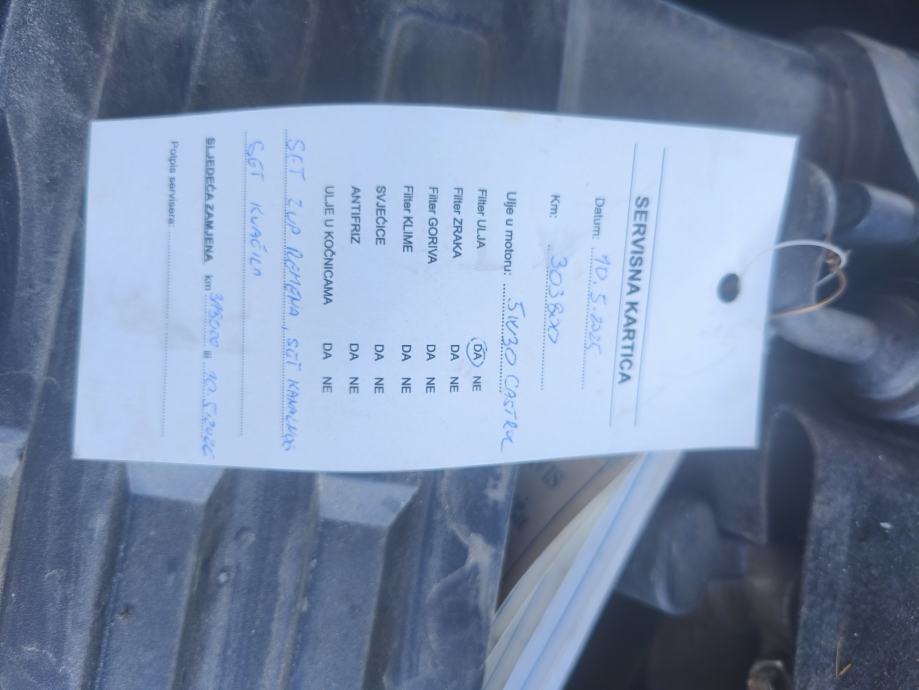 SERVISNA KARTICA
Datum: 10.5.2025
Km: 303800
Ulje u motoru: 5W30 CASTROL
Filter ULJA DA NE
Filter ZRAKA DA NE
Filter GORIVA DA NE
Filter KLIME DA NE
SVJEĆICE DA NE
ANTIFRIZ DA NE
ULJE U KOČNICAMA DA NE
SET ZUP REMENA, SET KANALNOG
SET KVAČILA
SLJEDEĆA ZAMJENA km 315000 ili 10.5.2026
Potpis servisera: